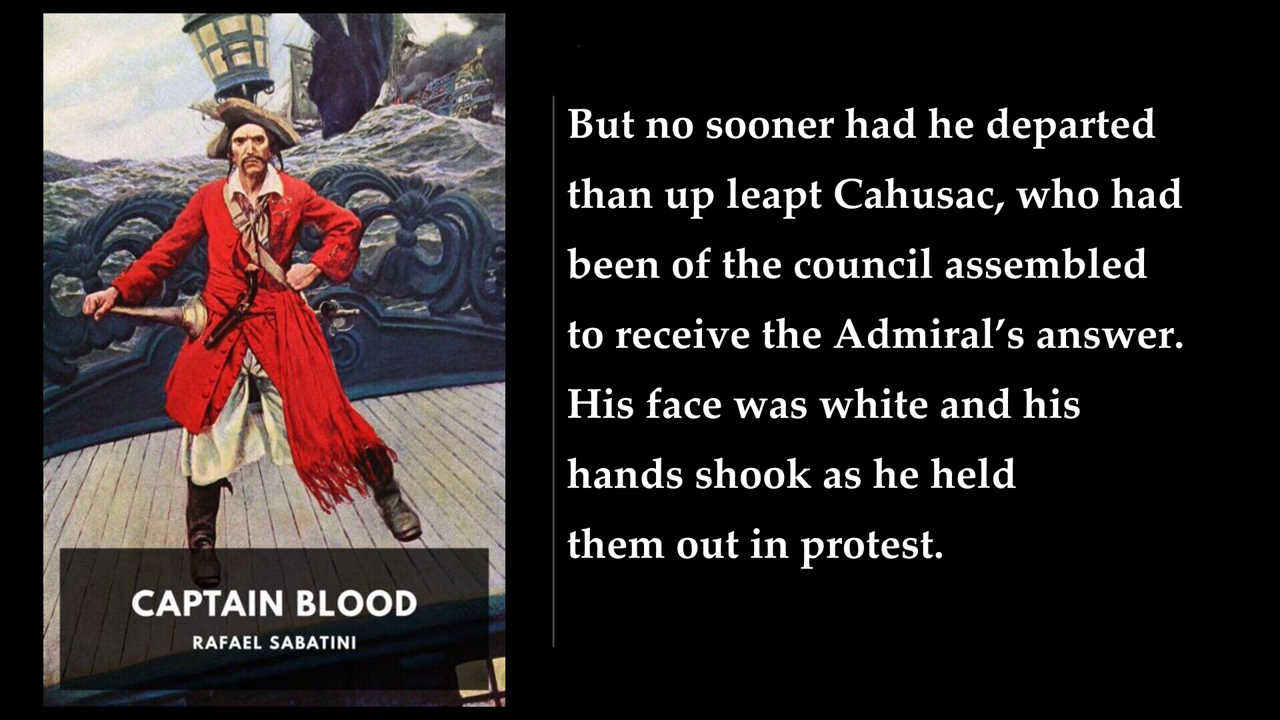 CAPTAIN BLOOD
RAFAEL SABATINI
But no sooner had he departed
than up leapt Cahusac, who had
been of the council assembled
to receive the Admiral’s answer.
His face was white and his
hands shook as he held
them out in protest.